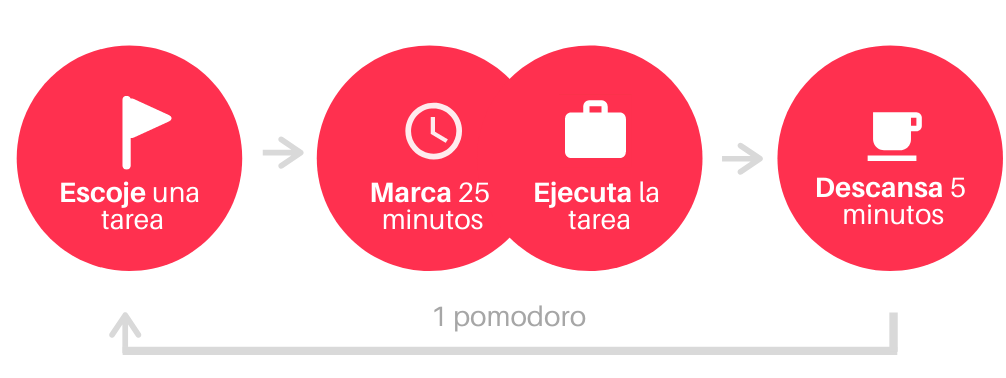 Escoje una
tarea
Marca 25
minutos
Ejecuta la
tarea
Descansa 5
minutos
1 pomodoro